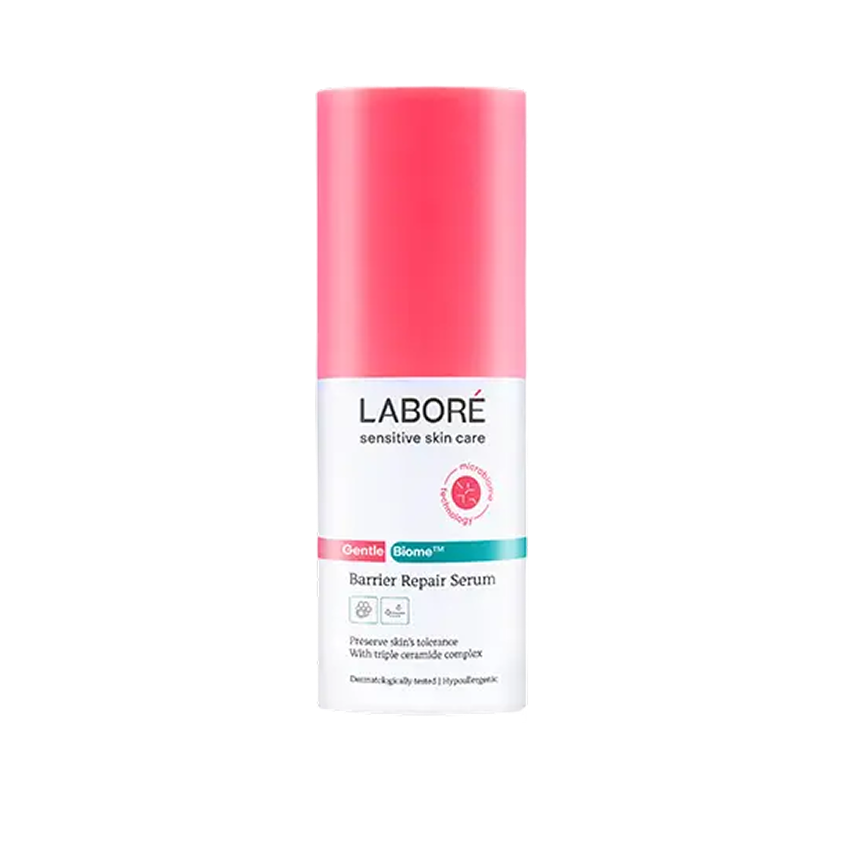 LABORÉ
sensitive skin care
microbiome
technology
Gentle Biome™
Barrier Repair Serum
Preserve skin's tolerance
With triple ceramide complex
Dermatologically tested | Hypoallergenic